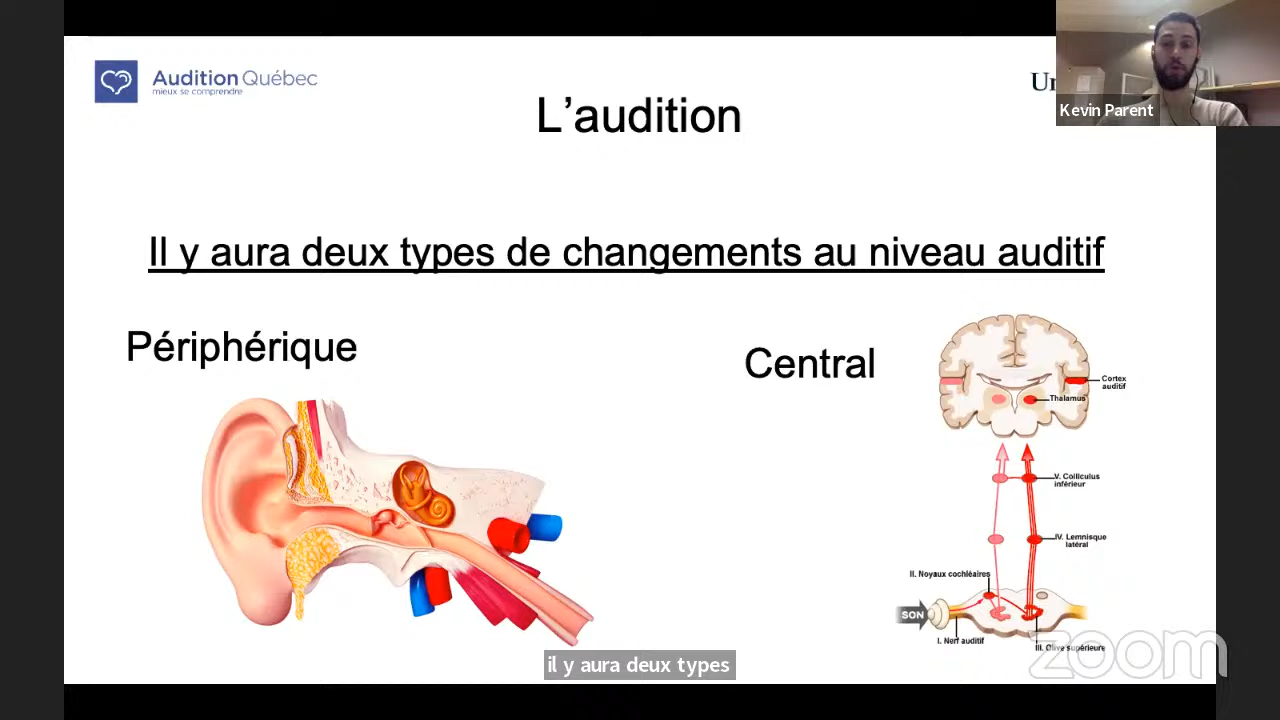 Audition Québec
mieux se comprendre
Kevin Parent
L’audition
Il y aura deux types de changements au niveau auditif
Périphérique
Central
Cortex
auditif
Thalamus
V. Colliculus
inférieur
IV. Lemnisque
latéral
II. Noyaux cochléaires
SON
I. Nerf auditif
III. Olive supérieure
zoom
il y aura deux types